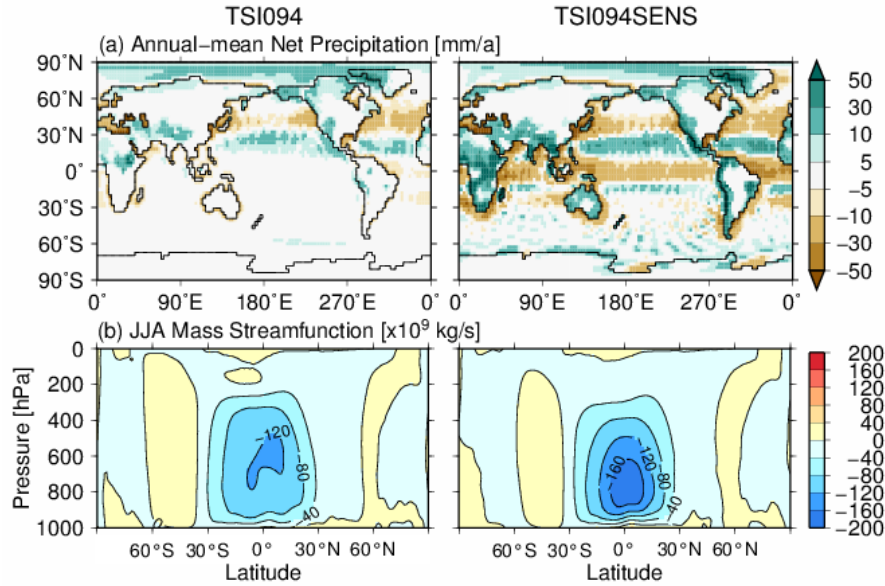 TSI094 TSI094SENS
(a) Annual−mean Net Precipitation [mm/a]
90˚N
60˚N
30˚N
0˚
30˚S
60˚S
90˚S
0˚ 90˚E 180˚E 270˚E 0˚ 0˚ 90˚E 180˚E 270˚E 0˚
50
30
10
5
−5
−10
−30
−50
(b) JJA Mass Streamfunction [x10⁹ kg/s]
Pressure [hPa]
0
200
400
600
800
1000
−120
−80
−40
0
−160
−120
−80
−40
60˚S 30˚S 0˚ 30˚N 60˚N 60˚S 30˚S 0˚ 30˚N 60˚N
Latitude Latitude
200
160
120
80
40
0
−40
−80
−120
−160
−200